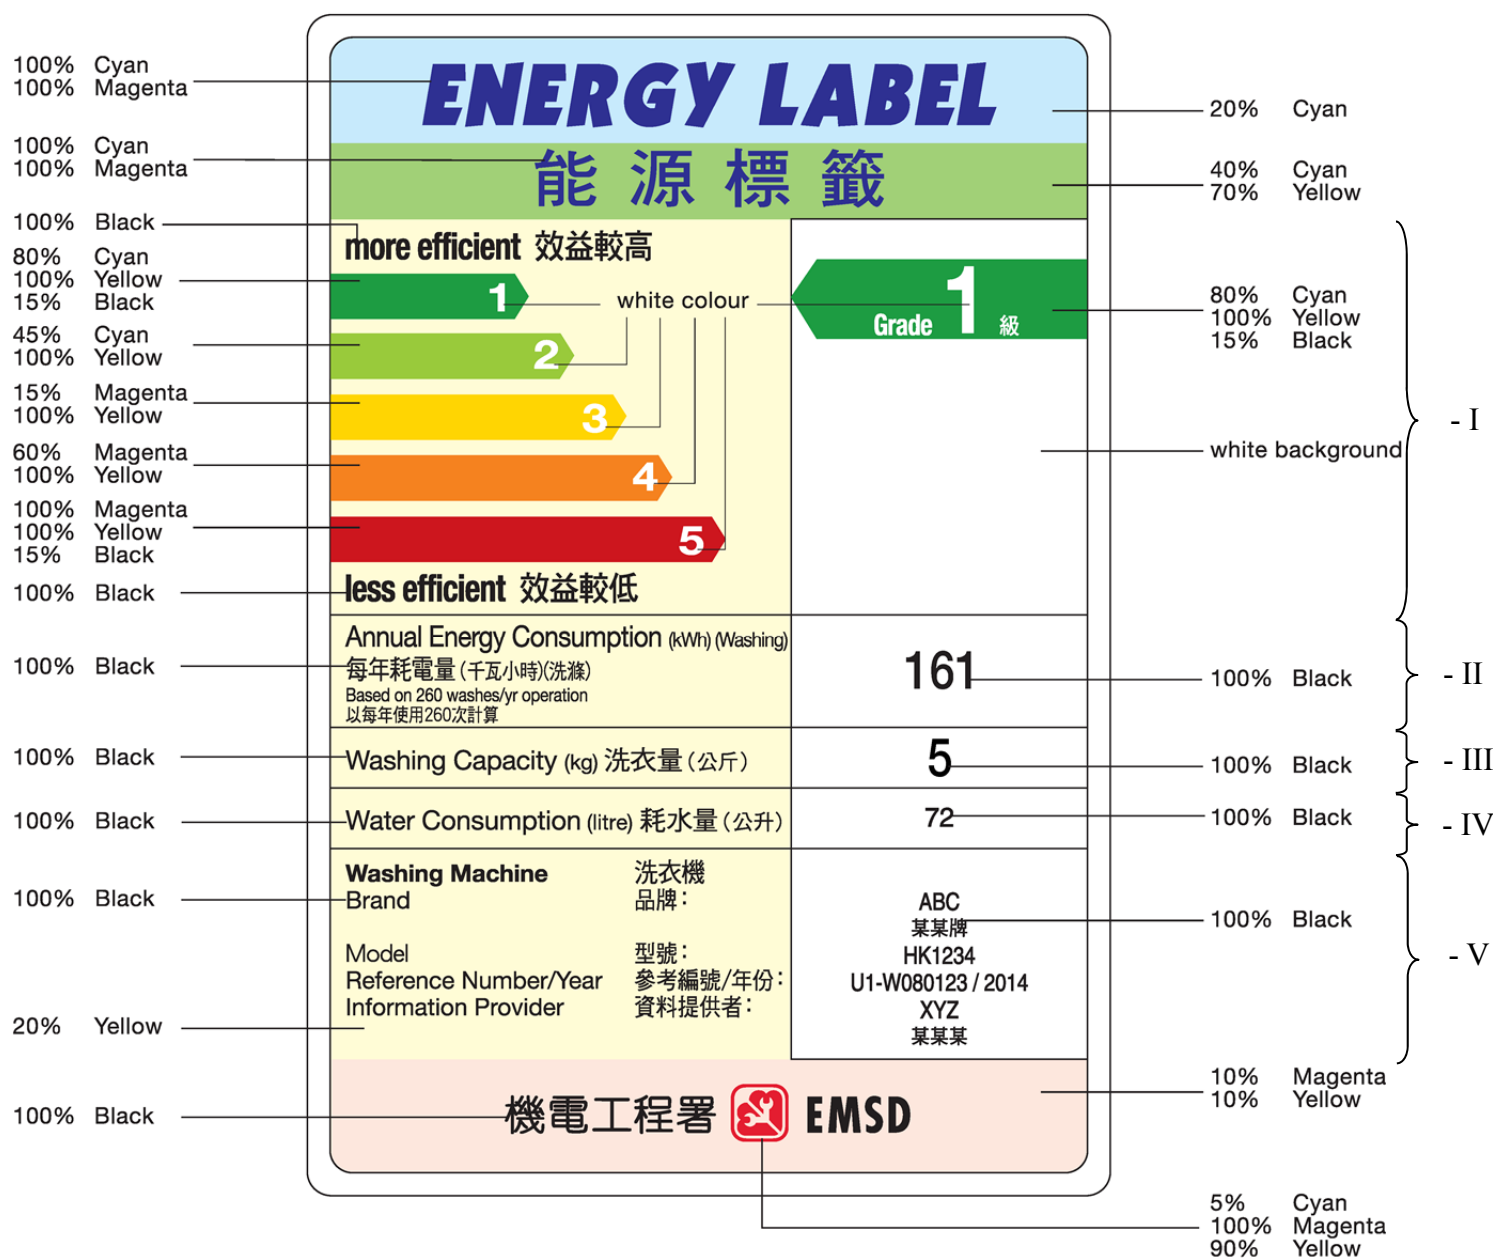 100% Cyan
100% Magenta
ENERGY LABEL
20% Cyan
100% Cyan
100% Magenta
能源標籤
40% Cyan
70% Yellow
100% Black
more efficient 效益較高
80% Cyan
100% Yellow
15% Black
1
white colour
1
Grade 級
80% Cyan
100% Yellow
15% Black
45% Cyan
100% Yellow
2
15% Magenta
100% Yellow
3
- I
white background
60% Magenta
100% Yellow
4
100% Magenta
100% Yellow
15% Black
5
100% Black
less efficient 效益較低
Annual Energy Consumption (kWh) (Washing)
100% Black
每年耗電量 (千瓦小時)(洗滌)
Based on 260 washes/yr operation
以每年使用260次計算
161
100% Black
- II
100% Black
Washing Capacity (kg) 洗衣量 (公斤)
5
100% Black
- III
100% Black
Water Consumption (litre) 耗水量 (公升)
72
100% Black
- IV
Washing Machine 洗衣機
100% Black
Brand 品牌:
ABC
某某牌
100% Black
Model 型號:
HK1234
- V
Reference Number/Year 參考編號/年份:
U1-W080123 / 2014
Information Provider 資料提供者:
XYZ
某某某
20% Yellow
10% Magenta
10% Yellow
100% Black
機電工程署 EMSD
5% Cyan
100% Magenta
90% Yellow